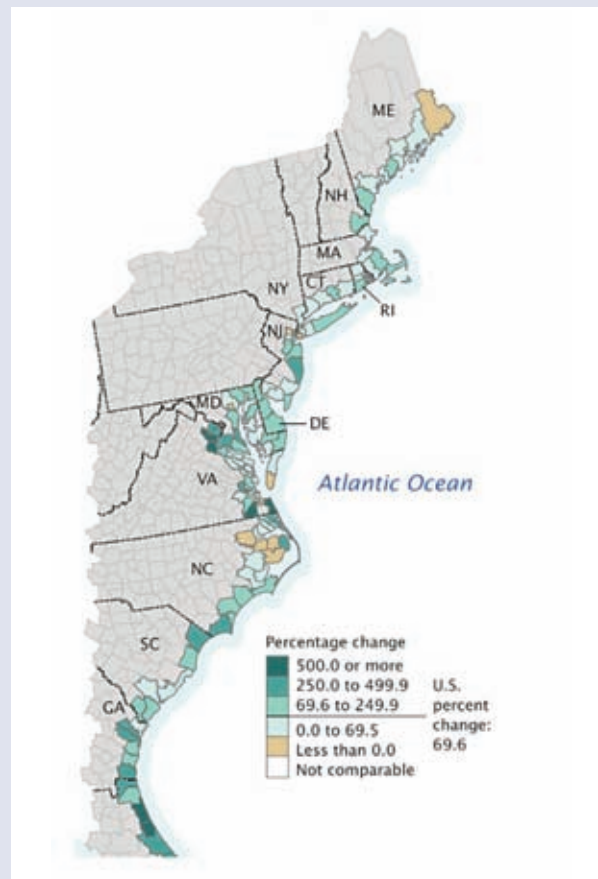 ME
NH
MA
NY
CT
RI
NJ
MD
DE
VA
Atlantic Ocean
NC
SC
GA
Percentage change
500.0 or more
250.0 to 499.9
69.6 to 249.9
0.0 to 69.5
Less than 0.0
Not comparable
U.S.
percent
change:
69.6